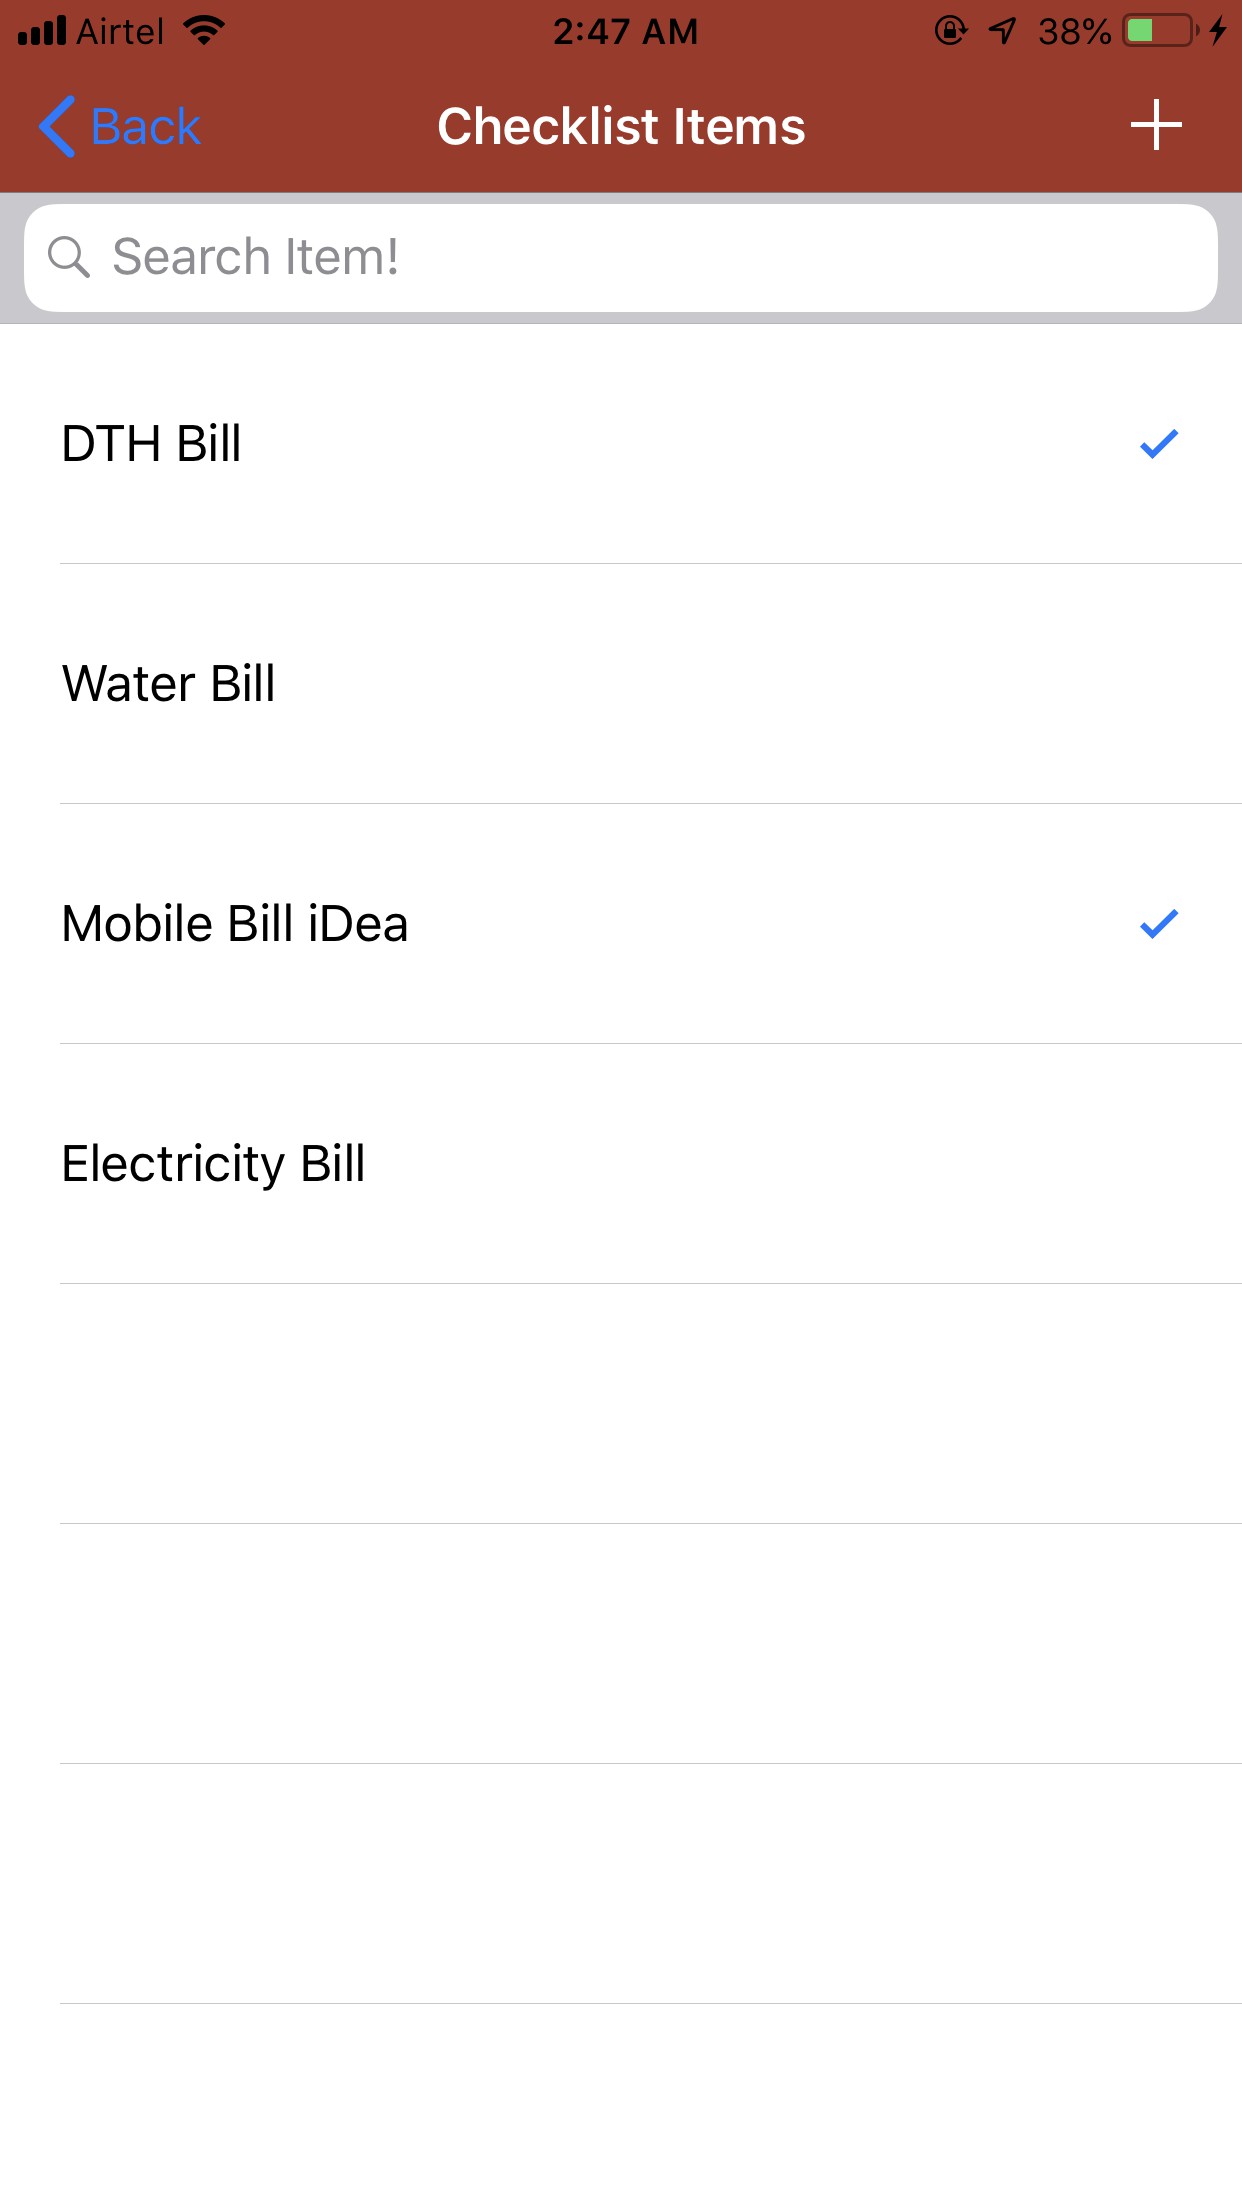 Airtel 2:47 AM 38%
Back Checklist Items
Search Item!
DTH Bill
Water Bill
Mobile Bill iDea
Electricity Bill